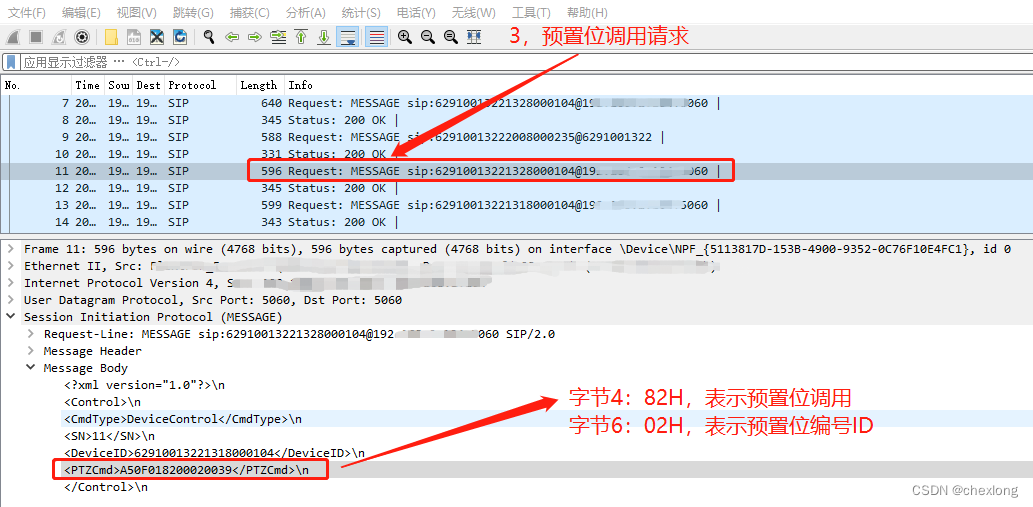 文件(F) 编辑(E) 视图(V) 跳转(G) 捕获(C) 分析(A) 统计(S) 电话(Y) 无线(W) 工具(T) 帮助(H)
3，预置位调用请求
应用显示过滤器 … <Ctrl-/>
No. Time Sou Dest Protocol Length Info
7 20… 19… 19… SIP 640 Request: MESSAGE sip:62910013221328000104@19 060 |
8 20… 19… 19… SIP 345 Status: 200 OK |
9 20… 19… 19… SIP 588 Request: MESSAGE sip:62910013222008000235@6291001322 |
10 20… 19… 19… SIP 331 Status: 200 OK
11 20… 19… 19… SIP 596 Request: MESSAGE sip:62910013221328000104@19 060 |
12 20… 19… 19… SIP 345 Status: 200 OK |
13 20… 19… 19… SIP 599 Request: MESSAGE sip:62910013221318000104@19 5060 |
14 20… 19… 19… SIP 343 Status: 200 OK |
Frame 11: 596 bytes on wire (4768 bits), 596 bytes captured (4768 bits) on interface \Device\NPF_{5113817D-153B-4900-9352-0C76F10E4FC1}, id 0
Ethernet II, Src:
Internet Protocol Version 4,
User Datagram Protocol, Src Port: 5060, Dst Port: 5060
Session Initiation Protocol (MESSAGE)
Request-Line: MESSAGE sip:62910013221328000104@192 060 SIP/2.0
Message Header
Message Body
<?xml version="1.0"?>\n
<Control>\n
<CmdType>DeviceControl</CmdType>\n
<SN>11</SN>\n
<DeviceID>62910013221318000104</DeviceID>\n
<PTZCmd>A50F018200020039</PTZCmd>\n
</Control>\n
字节4：82H，表示预置位调用
字节6：02H，表示预置位编号ID
CSDN @chexlong